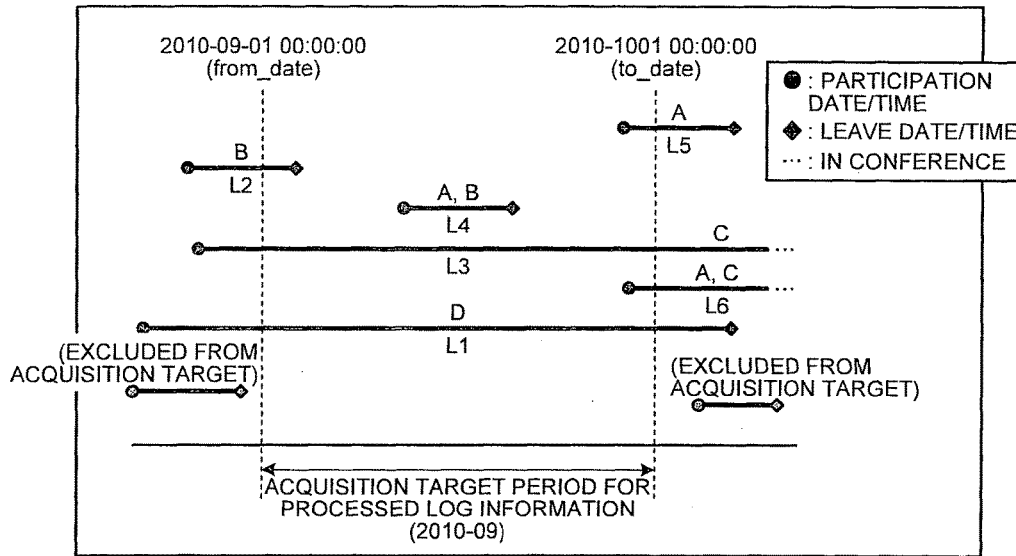 2010-09-01 00:00:00
(from_date)
2010-1001 00:00:00
(to_date)
: PARTICIPATION
DATE/TIME
: LEAVE DATE/TIME
··· : IN CONFERENCE
A
L5
B
L2
A, B
L4
C
L3
A, C
L6
D
L1
(EXCLUDED FROM
ACQUISITION TARGET)
(EXCLUDED FROM
ACQUISITION TARGET)
ACQUISITION TARGET PERIOD FOR
PROCESSED LOG INFORMATION
(2010-09)